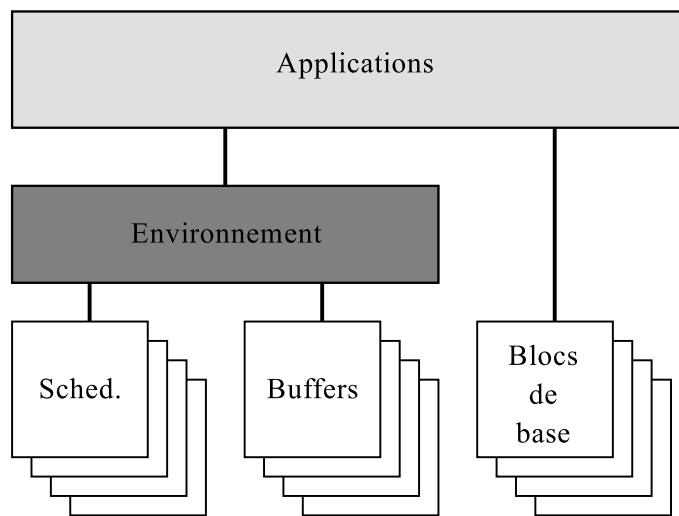 Applications
Environnement
Sched.
Buffers
Blocs
de
base